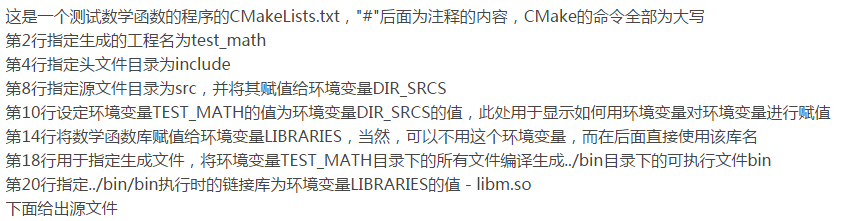 这是一个测试数学函数的程序的CMakeLists.txt，"#"后面为注释的内容，CMake的命令全部为大写
第2行指定生成的工程名为test_math
第4行指定头文件目录为include
第8行指定源文件目录为src，并将其赋值给环境变量DIR_SRCS
第10行设定环境变量TEST_MATH的值为环境变量DIR_SRCS的值，此处用于显示如何用环境变量对环境变量进行赋值
第14行将数学函数库赋值给环境变量LIBRARIES，当然，可以不用这个环境变量，而在后面直接使用该库名
第18行用于指定生成文件，将环境变量TEST_MATH目录下的所有文件编译生成../bin目录下的可执行文件bin
第20行指定../bin/bin执行时的链接库为环境变量LIBRARIES的值 - libm.so
下面给出源文件